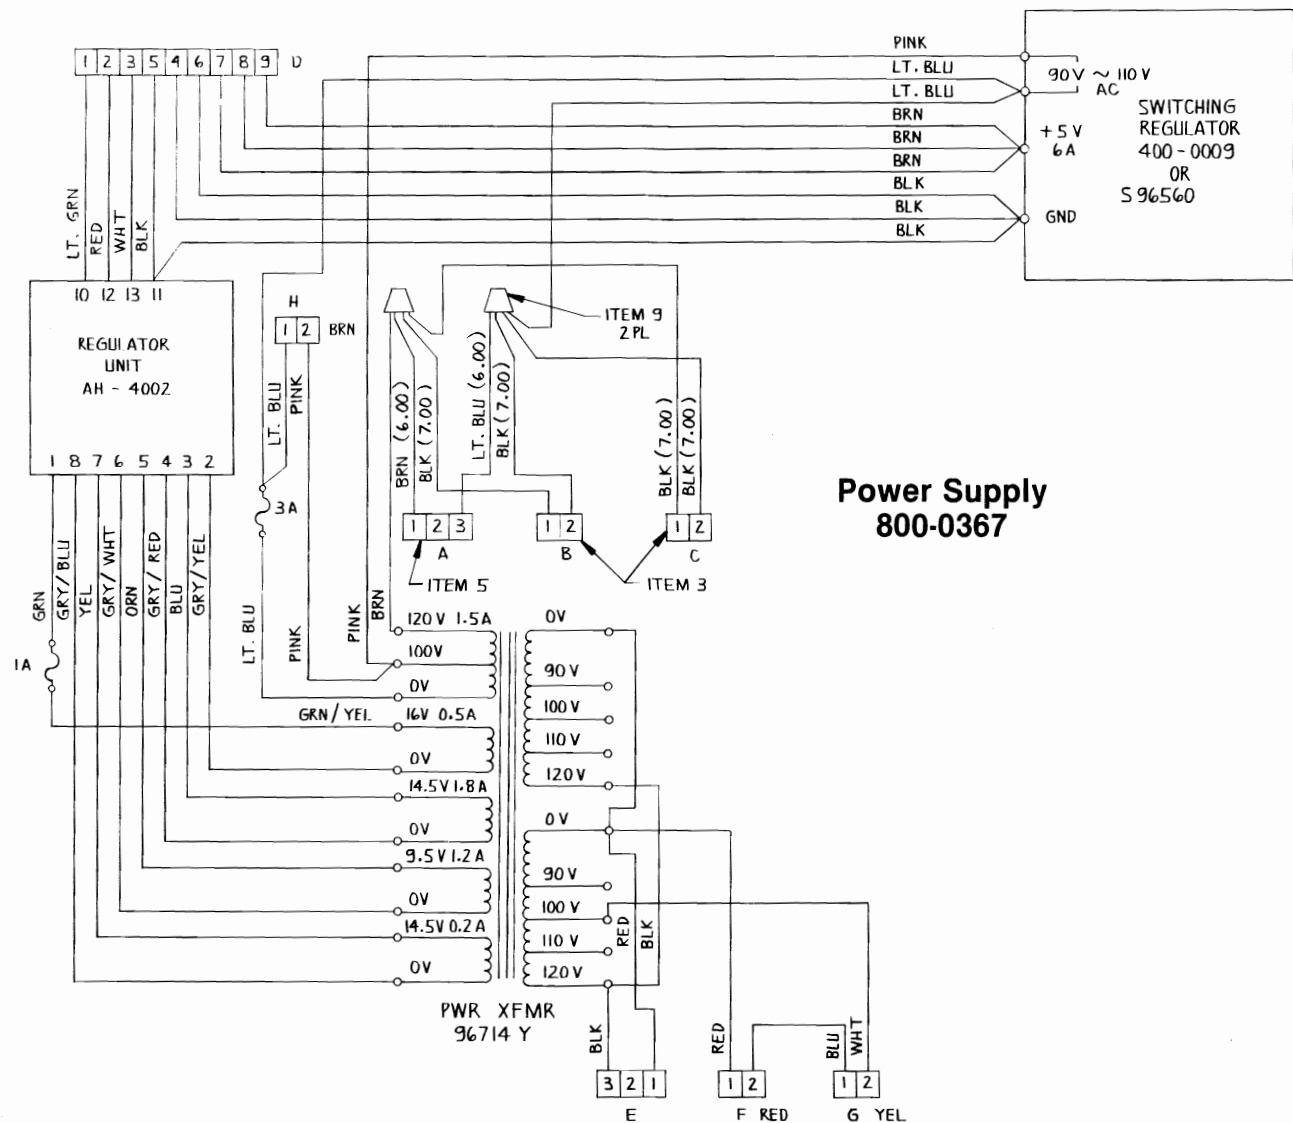 PINK
LT. BLU
LT. BLU
BRN
BRN
BRN
BLK
BLK
BLK
90 V ~ 110 V
AC
+5 V
6A
GND
SWITCHING
REGULATOR
400-0009
OR
S 96560
1 2 3 5 4 6 7 8 9 D
LT. GRN
RED
WHT
BLK
10 12 13 11
REGULATOR
UNIT
AH - 4002
1 8 7 6 5 4 3 2
H
1 2 BRN
LT. BLU
PINK
3A
ITEM 9
2 PL
BRN (6.00)
BLK (7.00)
LT. BLU (6.00)
BLK (7.00)
BLK (7.00)
BLK (7.00)
1 2 3
A
1 2
B
1 2
C
ITEM 5
ITEM 3
Power Supply
800-0367
GRN
GRY/BLU
YEL
GRY/WHT
ORN
GRY/RED
BLU
GRY/YEL
1A
LT. BLU
PINK
PINK
BRN
GRN/YEL
120 V 1.5A
100V
0V
16V 0.5A
0V
14.5V 1.8A
0V
9.5V 1.2A
0V
14.5V 0.2A
0V
0V
90 V
100 V
110 V
120 V
0V
90 V
100 V
110 V
120 V
RED
BLK
PWR XFMR
96714 Y
BLK
RED
BLU
WHT
3 2 1
E
1 2
F RED
1 2
G YEL